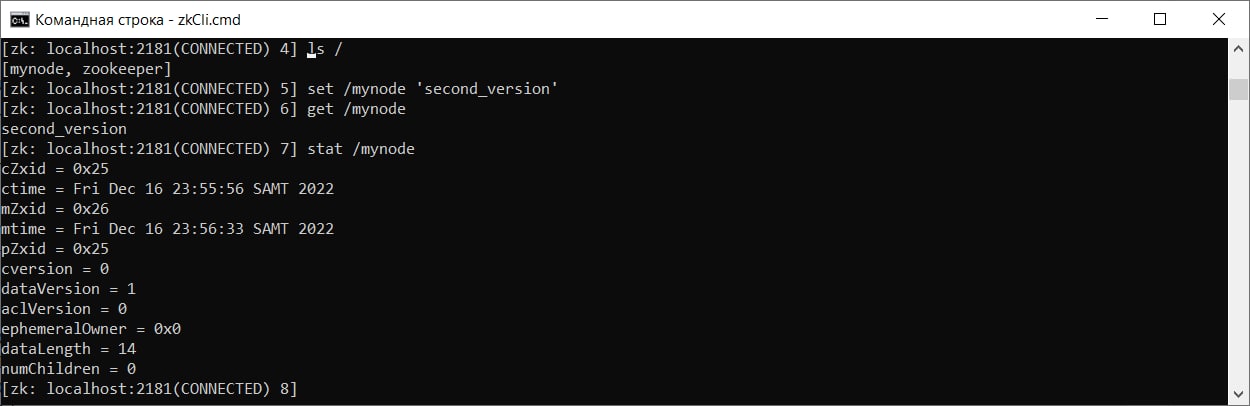 Командная строка - zkCli.cmd
[zk: localhost:2181(CONNECTED) 4] ls /
[mynode, zookeeper]
[zk: localhost:2181(CONNECTED) 5] set /mynode 'second_version'
[zk: localhost:2181(CONNECTED) 6] get /mynode
second_version
[zk: localhost:2181(CONNECTED) 7] stat /mynode
cZxid = 0x25
ctime = Fri Dec 16 23:55:56 SAMT 2022
mZxid = 0x26
mtime = Fri Dec 16 23:56:33 SAMT 2022
pZxid = 0x25
cversion = 0
dataVersion = 1
aclVersion = 0
ephemeralOwner = 0x0
dataLength = 14
numChildren = 0
[zk: localhost:2181(CONNECTED) 8]